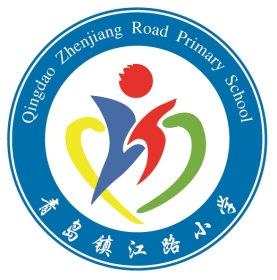 Qingdao Zhenjiang Road Primary School
青岛镇江路小学